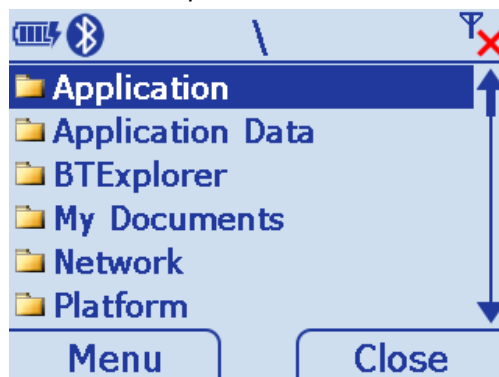 \
Application
Application Data
BTExplorer
My Documents
Network
Platform
Menu Close